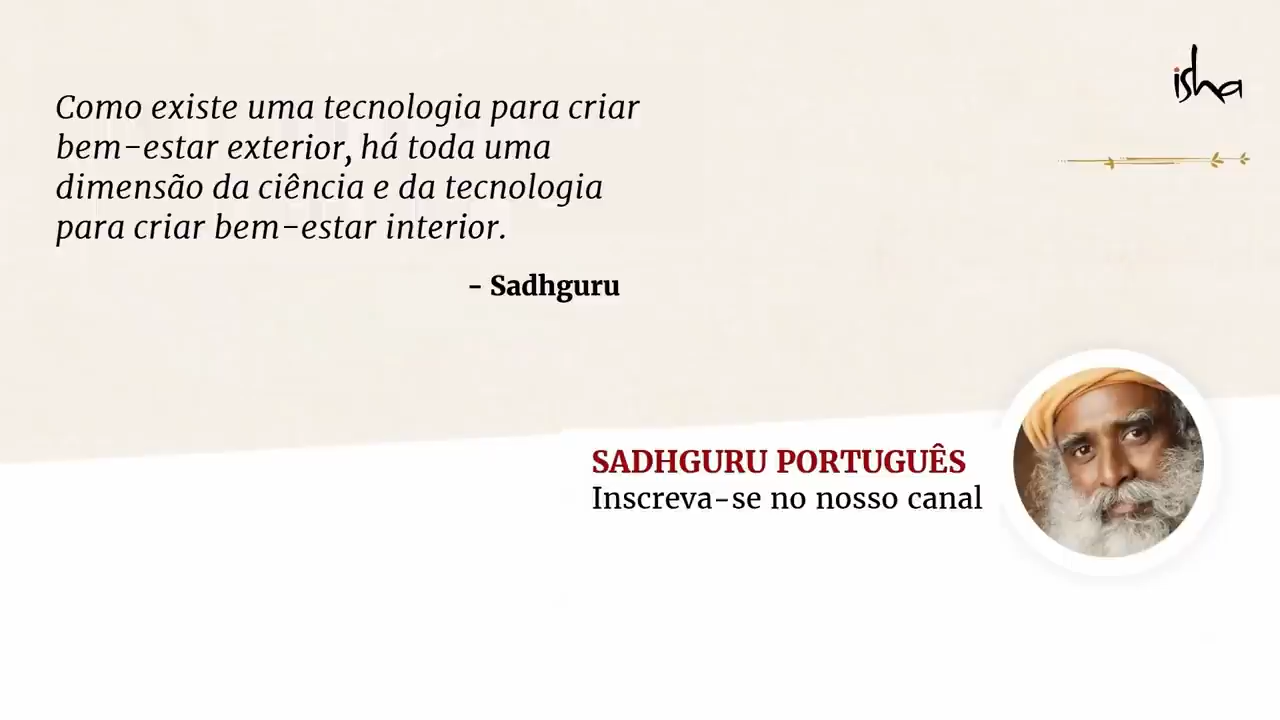 isha
Como existe uma tecnologia para criar
bem-estar exterior, há toda uma
dimensão da ciência e da tecnologia
para criar bem-estar interior.
- Sadhguru
SADHGURU PORTUGUÊS
Inscreva-se no nosso canal